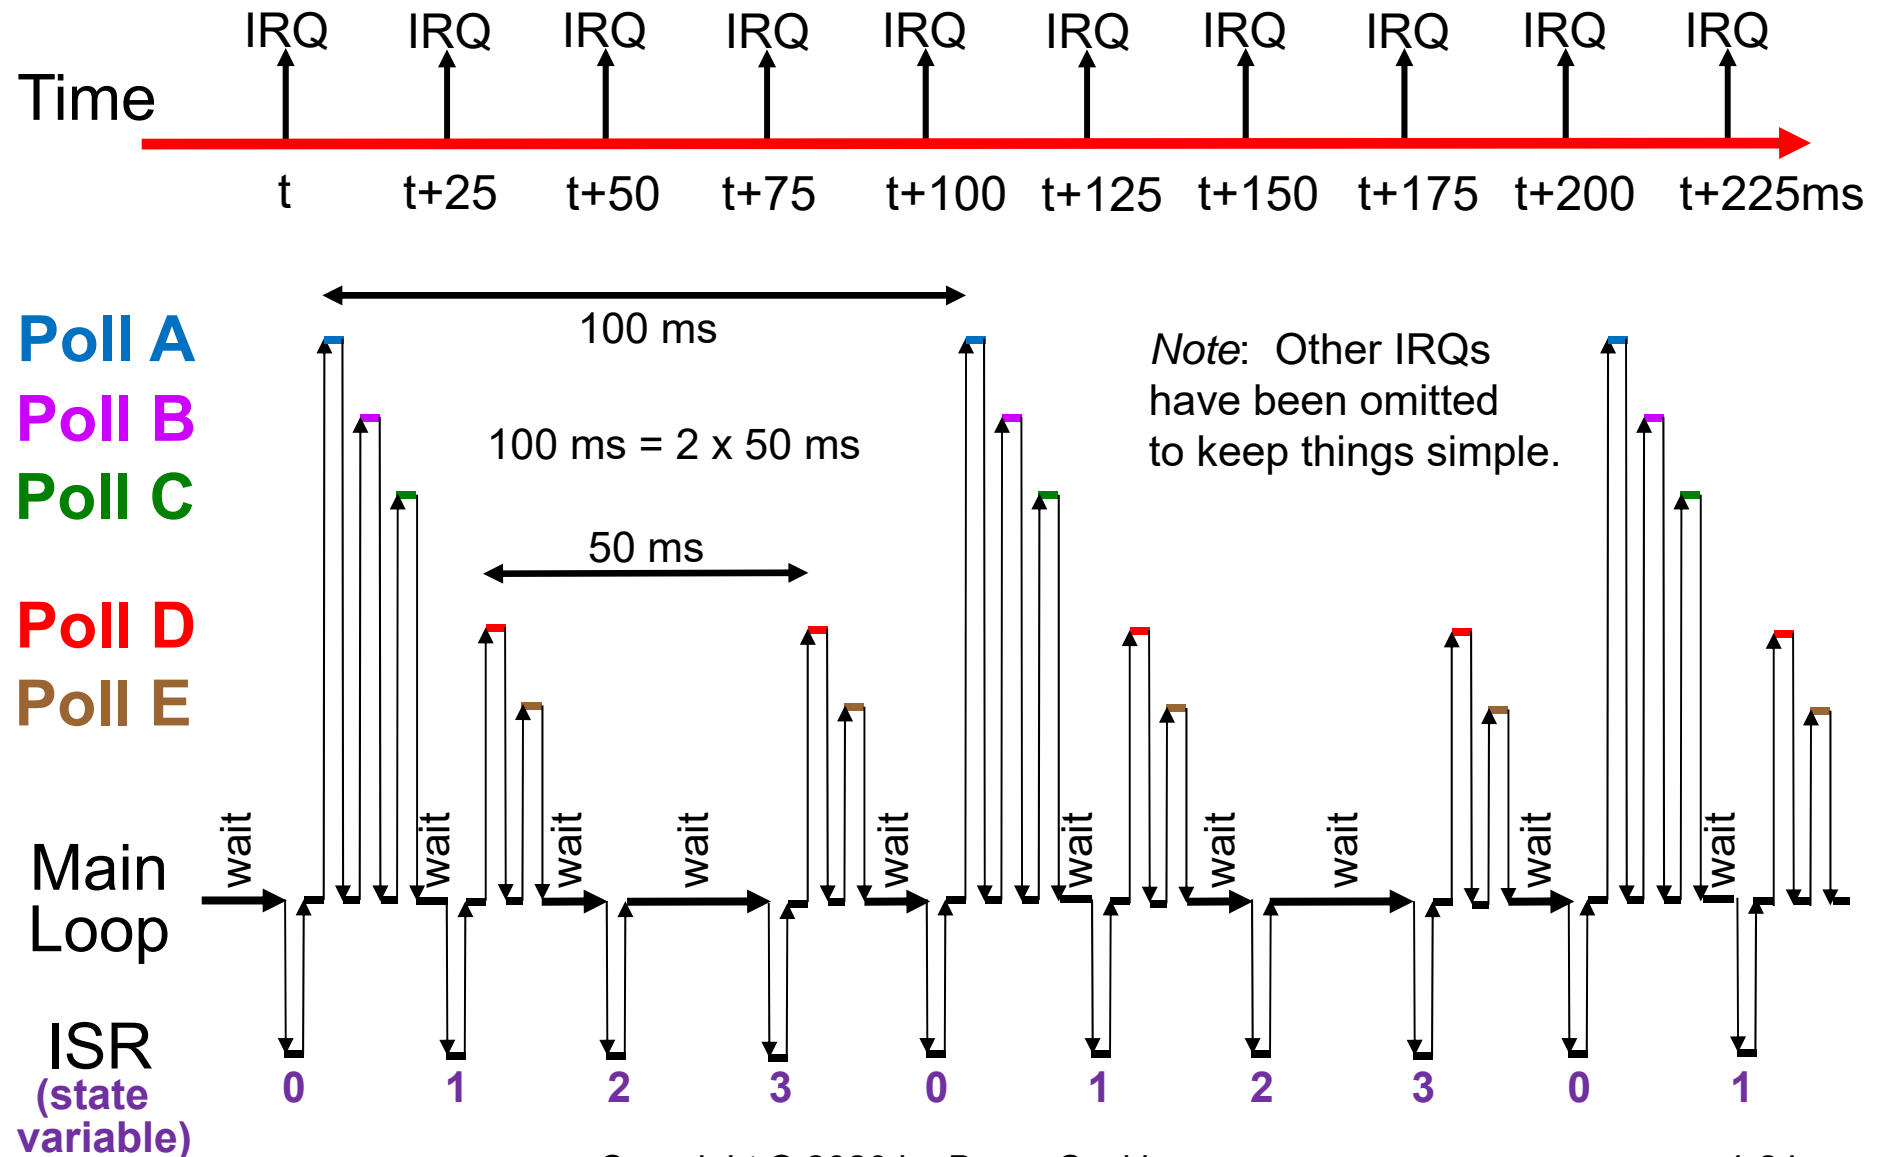 IRQ IRQ IRQ IRQ IRQ IRQ IRQ IRQ IRQ IRQ
Time
t t+25 t+50 t+75 t+100 t+125 t+150 t+175 t+200 t+225ms
100 ms
Poll A
Note: Other IRQs
have been omitted
to keep things simple.
Poll B
100 ms = 2 x 50 ms
Poll C
50 ms
Poll D
Poll E
wait wait wait wait wait wait wait wait wait wait
Main
Loop
ISR
0 1 2 3 0 1 2 3 0 1
(state
variable)